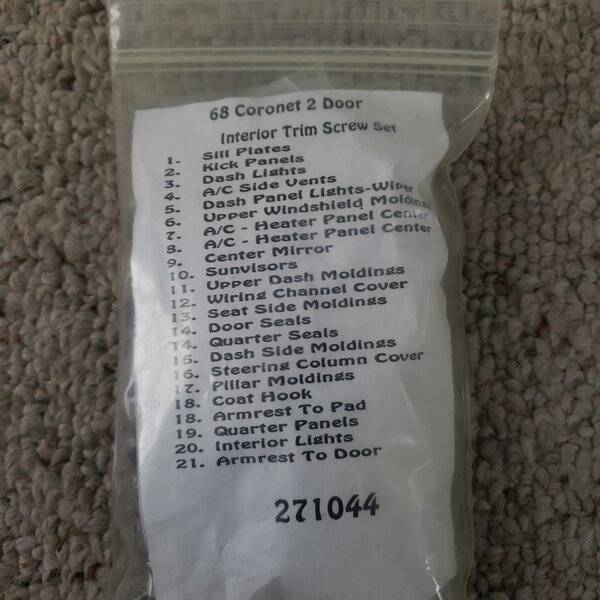 68 Coronet 2 Door
Interior Trim Screw Set
1. Sill Plates
2. Kick Panels
3. Dash Lights
4. A/C Side Vents
5. Dash Panel Lights-Wiper
6. Upper Windshield Moldings
7. A/C - Heater Panel Center
8. A/C - Heater Panel Center
9. Center Mirror
10. Sunvisors
11. Upper Dash Moldings
12. Wiring Channel Cover
13. Seat Side Moldings
14. Door Seals
14. Quarter Seals
15. Dash Side Moldings
16. Steering Column Cover
17. Pillar Moldings
18. Coat Hook
18. Armrest To Pad
19. Quarter Panels
20. Interior Lights
21. Armrest To Door
271044